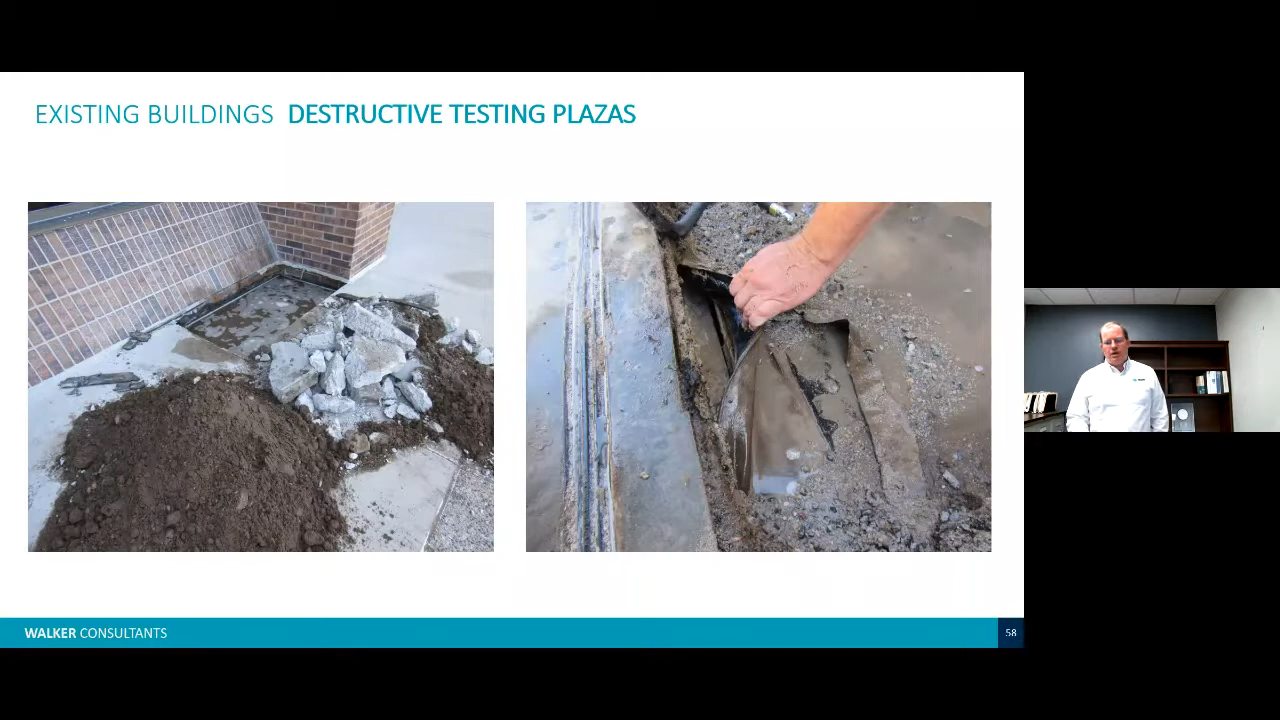 EXISTING BUILDINGS DESTRUCTIVE TESTING PLAZAS
WALKER CONSULTANTS
58